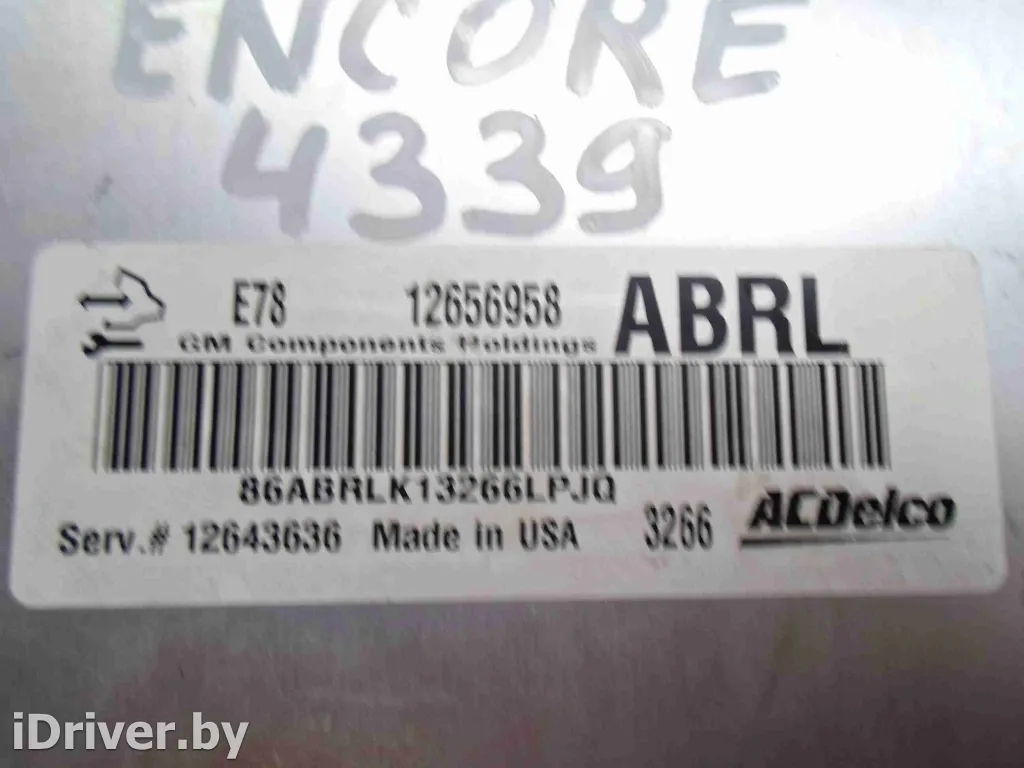 ENCORE
4339
E78 12656958 ABRL
GM Components Holdings
86ABRLK13266LPJQ
Serv.# 12643636 Made in USA 3266 ACDelco
iDriver.by